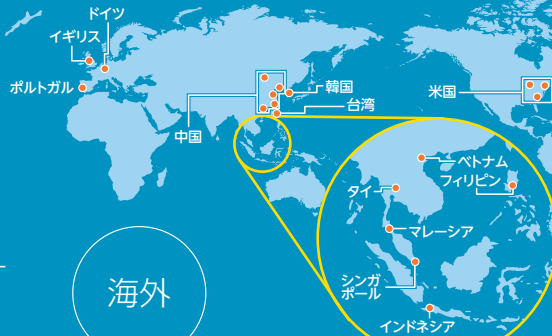 ドイツ
イギリス
ポルトガル
中国
韓国
台湾
米国
ベトナム
フィリピン
タイ
マレーシア
シンガ
ポール
インドネシア
海外